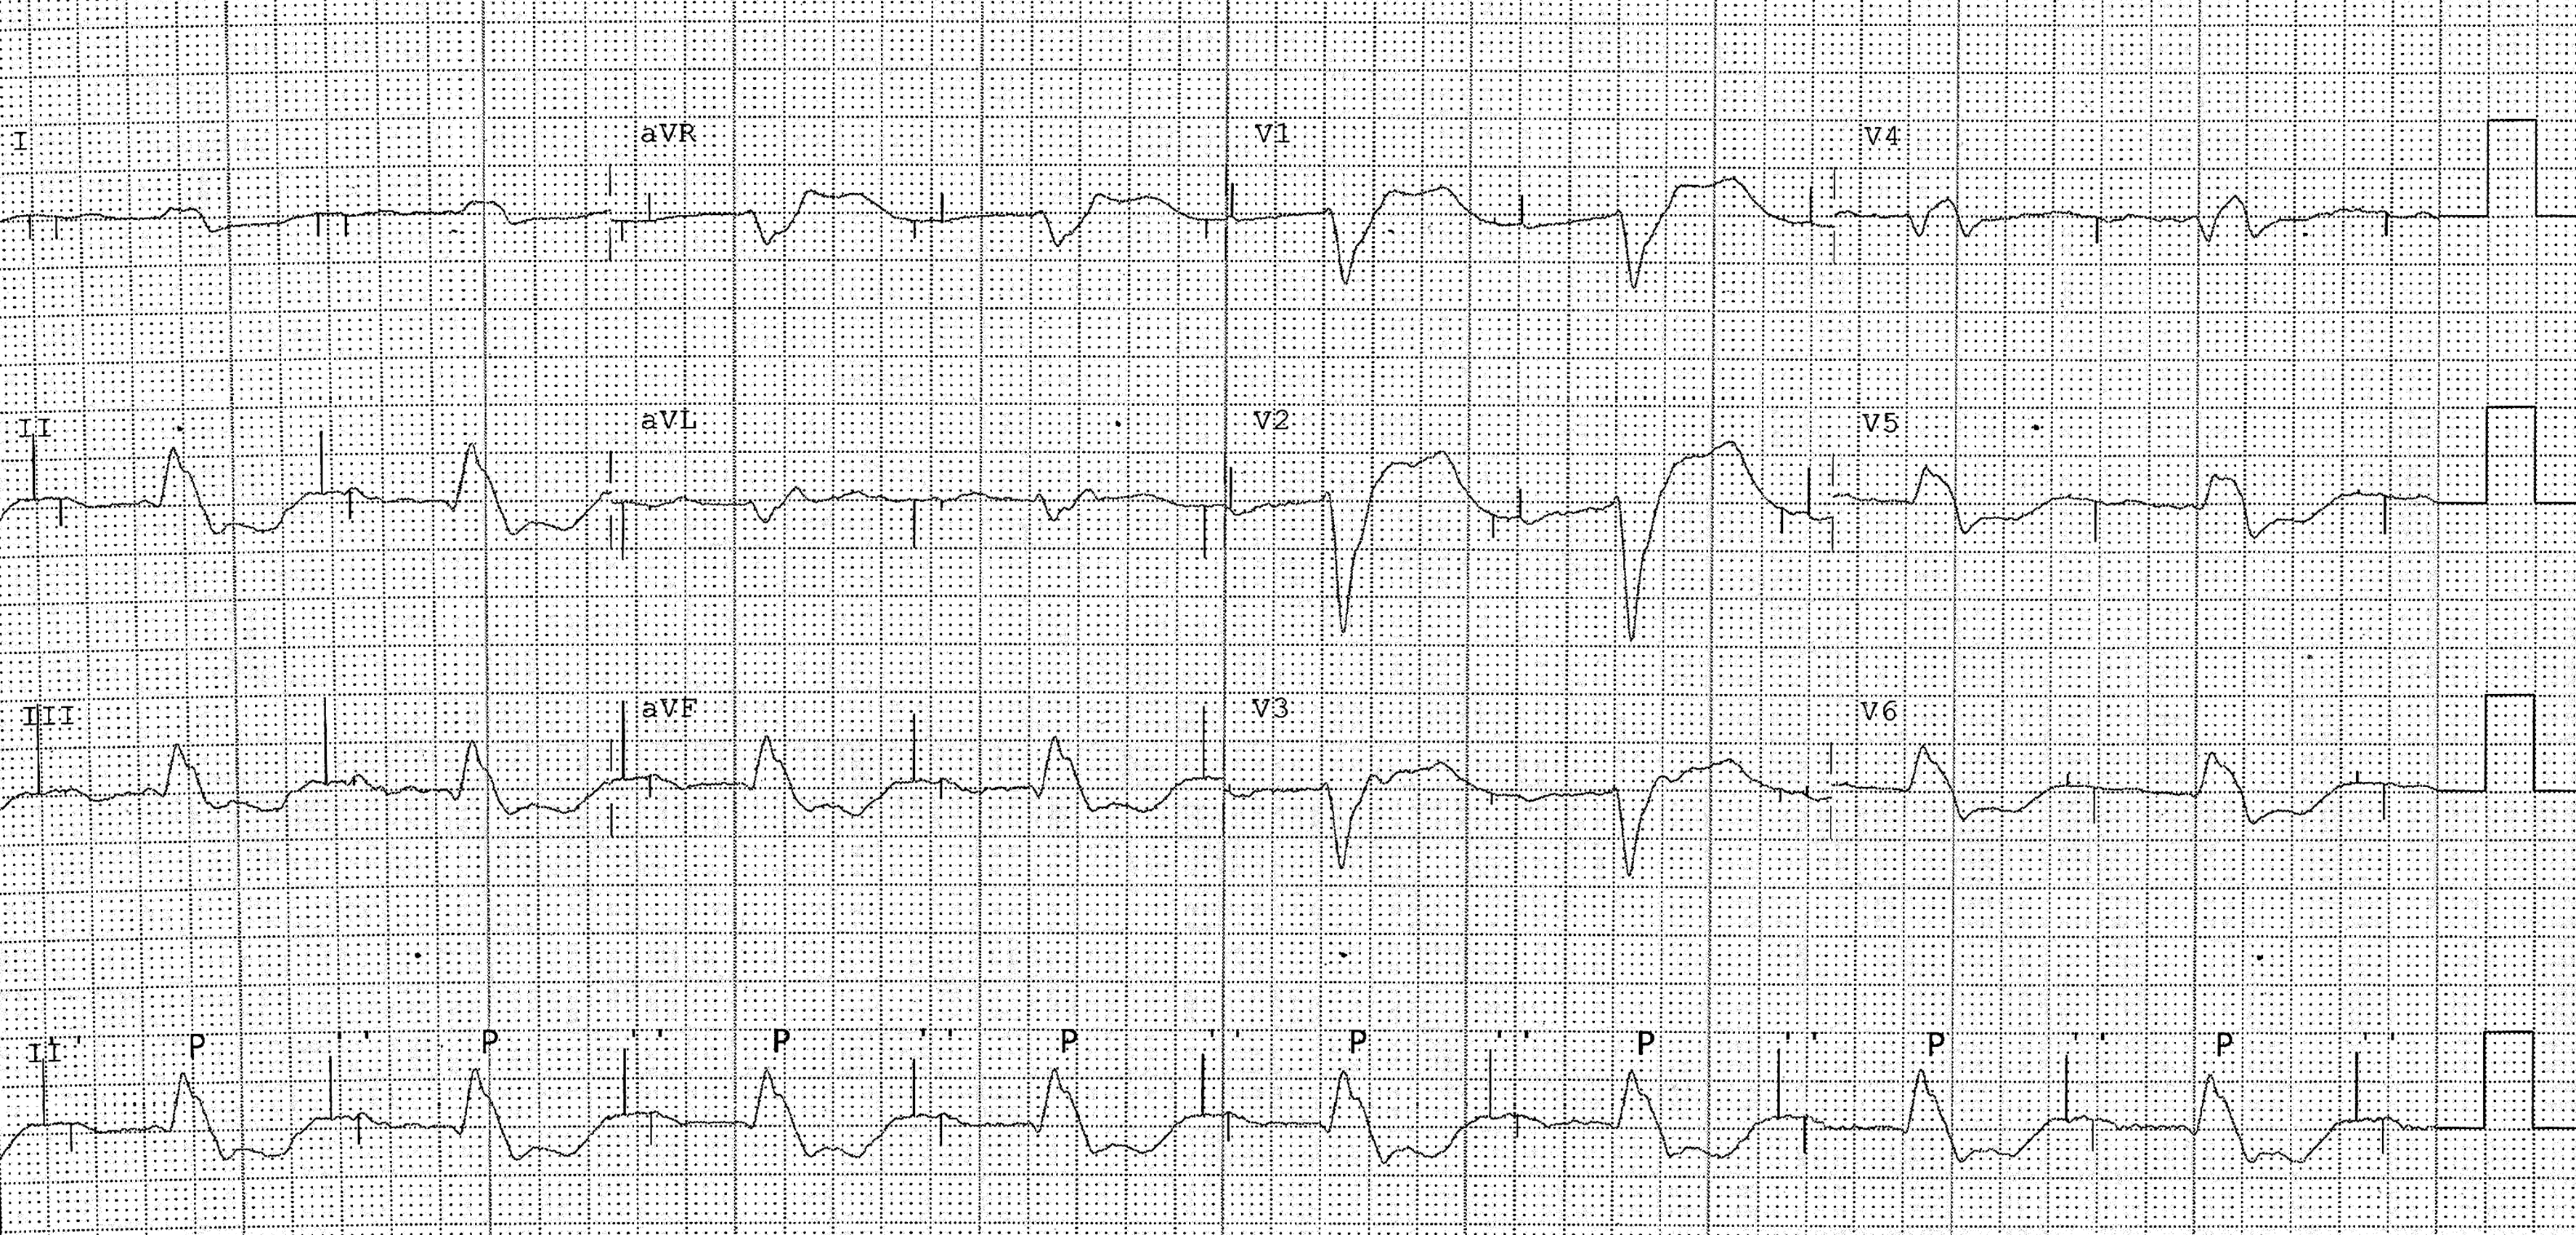 I aVR V1 V4
II aVL V2 V5
III aVF V3 V6
II ' ' P ' ' P ' ' P ' ' P ' ' P ' ' P ' ' P ' ' P ' '